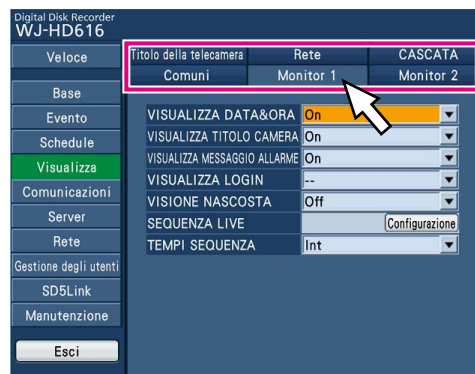 Digital Disk Recorder
WJ-HD616
Veloce
Base
Evento
Schedule
Visualizza
Comunicazioni
Server
Rete
Gestione degli utenti
SD5Link
Manutenzione
Esci
Titolo della telecamera Rete CASCATA
Comuni Monitor 1 Monitor 2
VISUALIZZA DATA&ORA On
VISUALIZZA TITOLO CAMERA On
VISUALIZZA MESSAGGIO ALLARME On
VISUALIZZA LOGIN --
VISIONE NASCOSTA Off
SEQUENZA LIVE Configurazione
TEMPI SEQUENZA Int